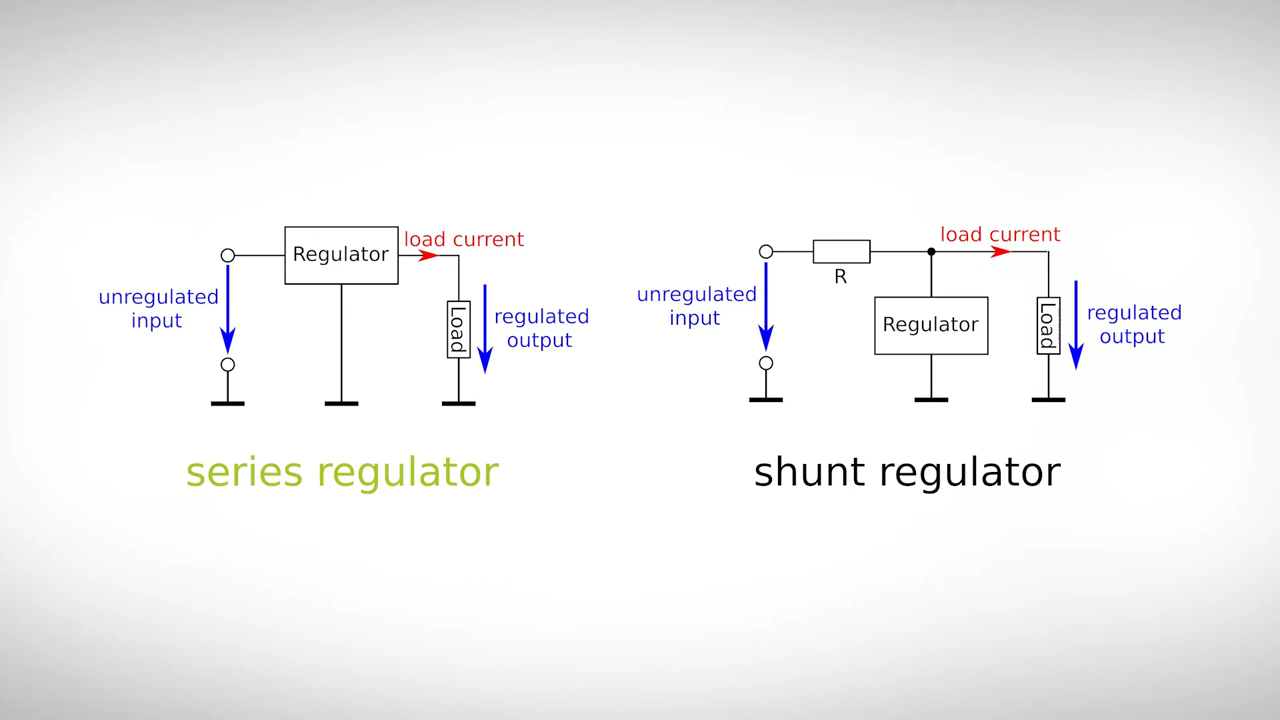 Regulator
load current
unregulated
input
Load
regulated
output
series regulator
load current
R
unregulated
input
Regulator
Load
regulated
output
shunt regulator